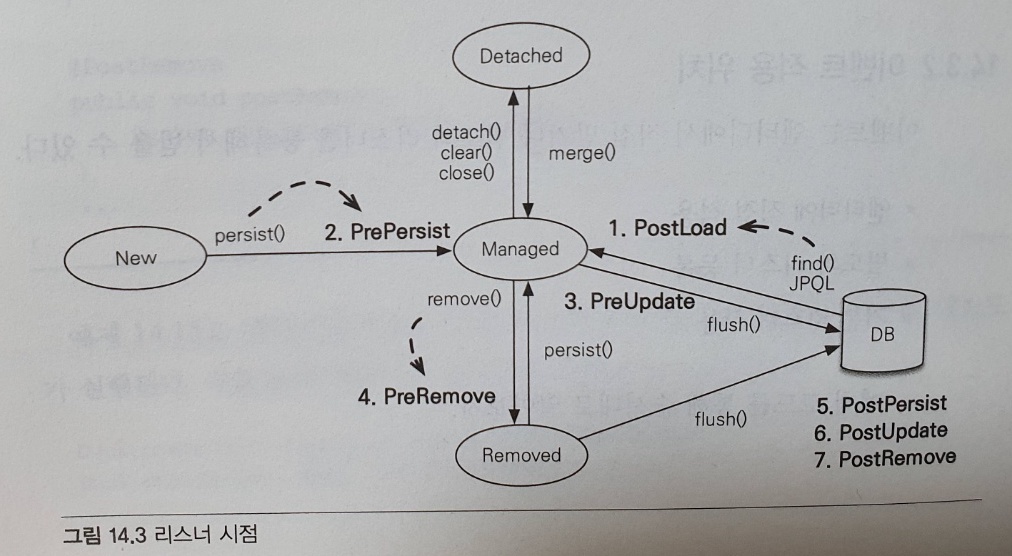 Detached
detach()
clear()
close()
merge()
persist()
2. PrePersist
New
Managed
1. PostLoad
find()
JPQL
remove()
3. PreUpdate
flush()
DB
persist()
4. PreRemove
flush()
Removed
5. PostPersist
6. PostUpdate
7. PostRemove
그림 14.3 리스너 시점